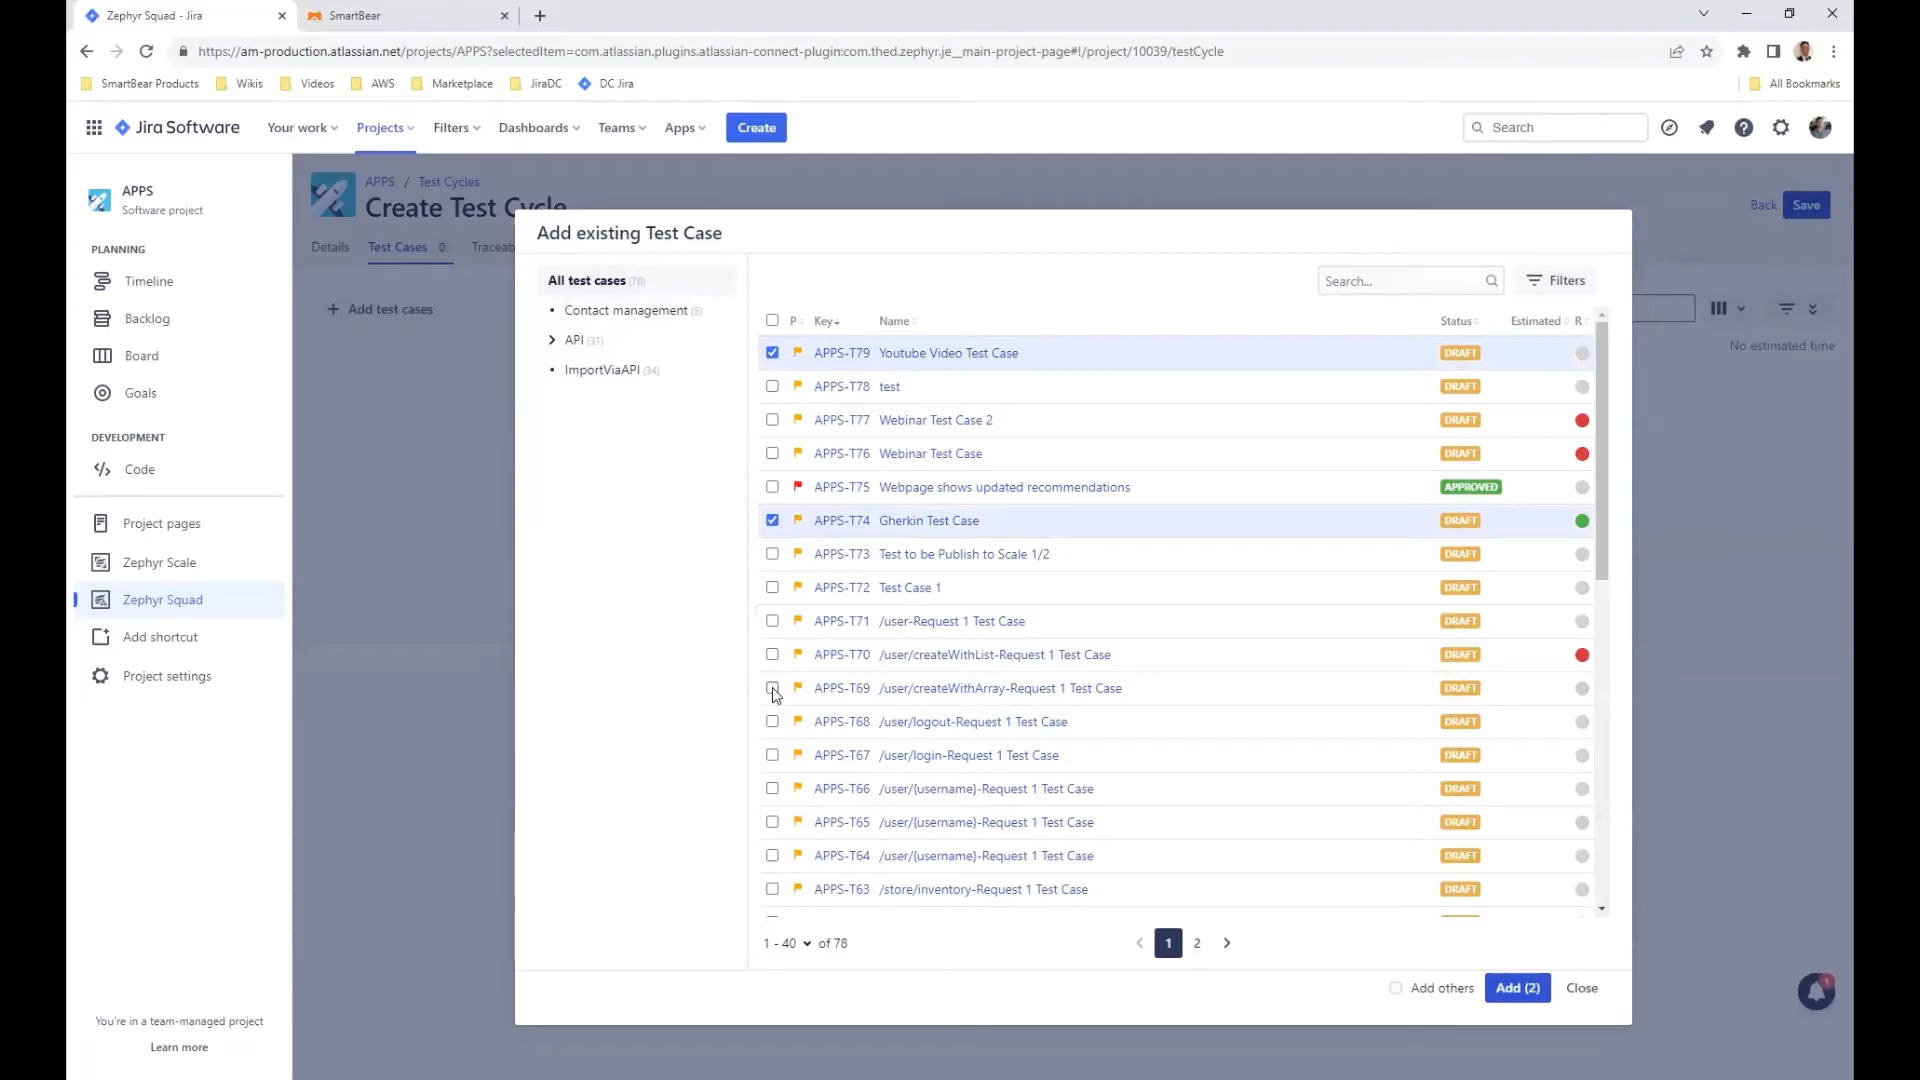 Zephyr Squad - Jira
SmartBear
https://am-production.atlassian.net/projects/APPS?selectedItem=com.atlassian.plugins.atlassian-connect-plugin:com.thed.zephyr.je__main-project-page#!/project/10039/testCycle
SmartBear Products Wikis Videos AWS Marketplace JiraDC DC Jira All Bookmarks
Jira Software Your work Projects Filters Dashboards Teams Apps Create Search
APPS
Software project
PLANNING
Timeline
Backlog
Board
Goals
DEVELOPMENT
Code
Project pages
Zephyr Scale
Zephyr Squad
Add shortcut
Project settings
You're in a team-managed project
Learn more
APPS / Test Cycles
Create Test Cycle
Back Save
Details Test Cases 0 Traceab
+ Add test cases
No estimated time
Add existing Test Case
All test cases (78)
Contact management (5)
API (31)
ImportViaAPI (34)
Search... Filters
P Key Name Status Estimated R
APPS-T79 Youtube Video Test Case DRAFT
APPS-T78 test DRAFT
APPS-T77 Webinar Test Case 2 DRAFT
APPS-T76 Webinar Test Case DRAFT
APPS-T75 Webpage shows updated recommendations APPROVED
APPS-T74 Gherkin Test Case DRAFT
APPS-T73 Test to be Publish to Scale 1/2 DRAFT
APPS-T72 Test Case 1 DRAFT
APPS-T71 /user-Request 1 Test Case DRAFT
APPS-T70 /user/createWithList-Request 1 Test Case DRAFT
APPS-T69 /user/createWithArray-Request 1 Test Case DRAFT
APPS-T68 /user/logout-Request 1 Test Case DRAFT
APPS-T67 /user/login-Request 1 Test Case DRAFT
APPS-T66 /user/{username}-Request 1 Test Case DRAFT
APPS-T65 /user/{username}-Request 1 Test Case DRAFT
APPS-T64 /user/{username}-Request 1 Test Case DRAFT
APPS-T63 /store/inventory-Request 1 Test Case DRAFT
1 - 40 of 78
1 2
Add others Add (2) Close
1